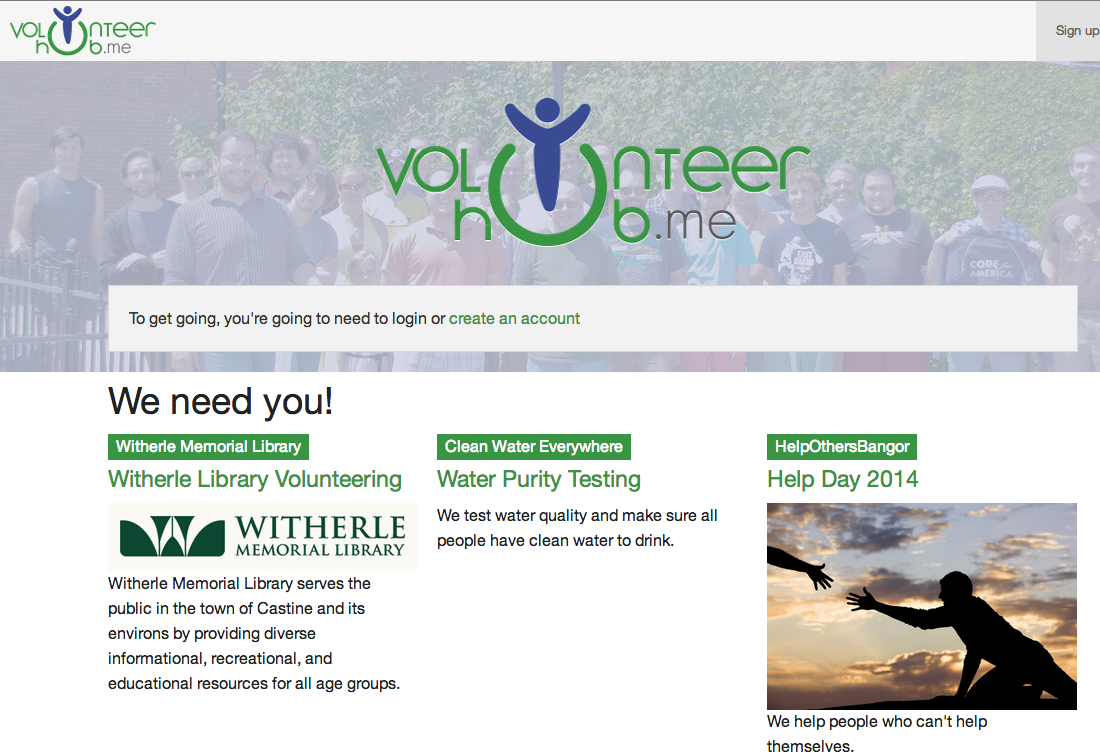 volunteer
hub.me
Sign up
volunteer
hub.me
CODE for
AMERICA
To get going, you're going to need to login or create an account
We need you!
Witherle Memorial Library
Witherle Library Volunteering
WITHERLE
MEMORIAL LIBRARY
Witherle Memorial Library serves the
public in the town of Castine and its
environs by providing diverse
informational, recreational, and
educational resources for all age groups.
Clean Water Everywhere
Water Purity Testing
We test water quality and make sure all
people have clean water to drink.
HelpOthersBangor
Help Day 2014
We help people who can't help
themselves.